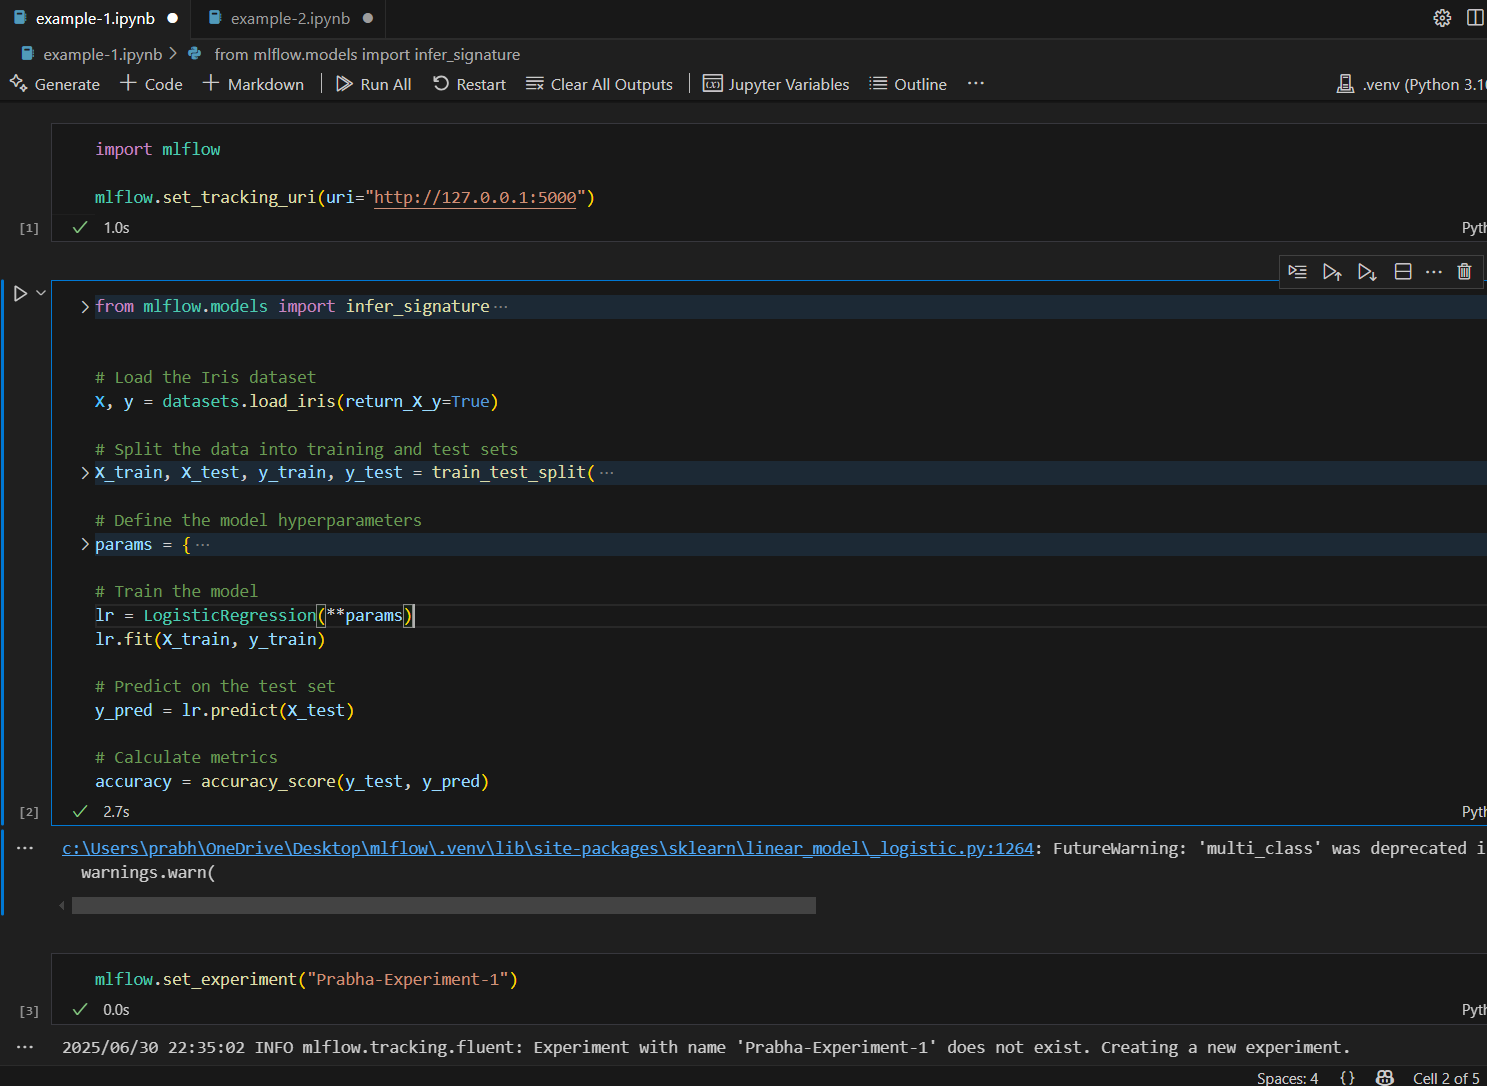 example-1.ipynb
example-2.ipynb
example-1.ipynb > from mlflow.models import infer_signature
Generate + Code + Markdown Run All Restart Clear All Outputs Jupyter Variables Outline ... .venv (Python 3.10
import mlflow
mlflow.set_tracking_uri(uri="http://127.0.0.1:5000")
[1] 1.0s Pyth
from mlflow.models import infer_signature ...
# Load the Iris dataset
X, y = datasets.load_iris(return_X_y=True)
# Split the data into training and test sets
X_train, X_test, y_train, y_test = train_test_split( ...
# Define the model hyperparameters
params = { ...
# Train the model
lr = LogisticRegression(**params)
lr.fit(X_train, y_train)
# Predict on the test set
y_pred = lr.predict(X_test)
# Calculate metrics
accuracy = accuracy_score(y_test, y_pred)
[2] 2.7s Pyth
... c:\Users\prabh\OneDrive\Desktop\mlflow\.venv\lib\site-packages\sklearn\linear_model\_logistic.py:1264: FutureWarning: 'multi_class' was deprecated i
warnings.warn(
mlflow.set_experiment("Prabha-Experiment-1")
[3] 0.0s Pyth
... 2025/06/30 22:35:02 INFO mlflow.tracking.fluent: Experiment with name 'Prabha-Experiment-1' does not exist. Creating a new experiment.
Spaces: 4 {} Cell 2 of 5